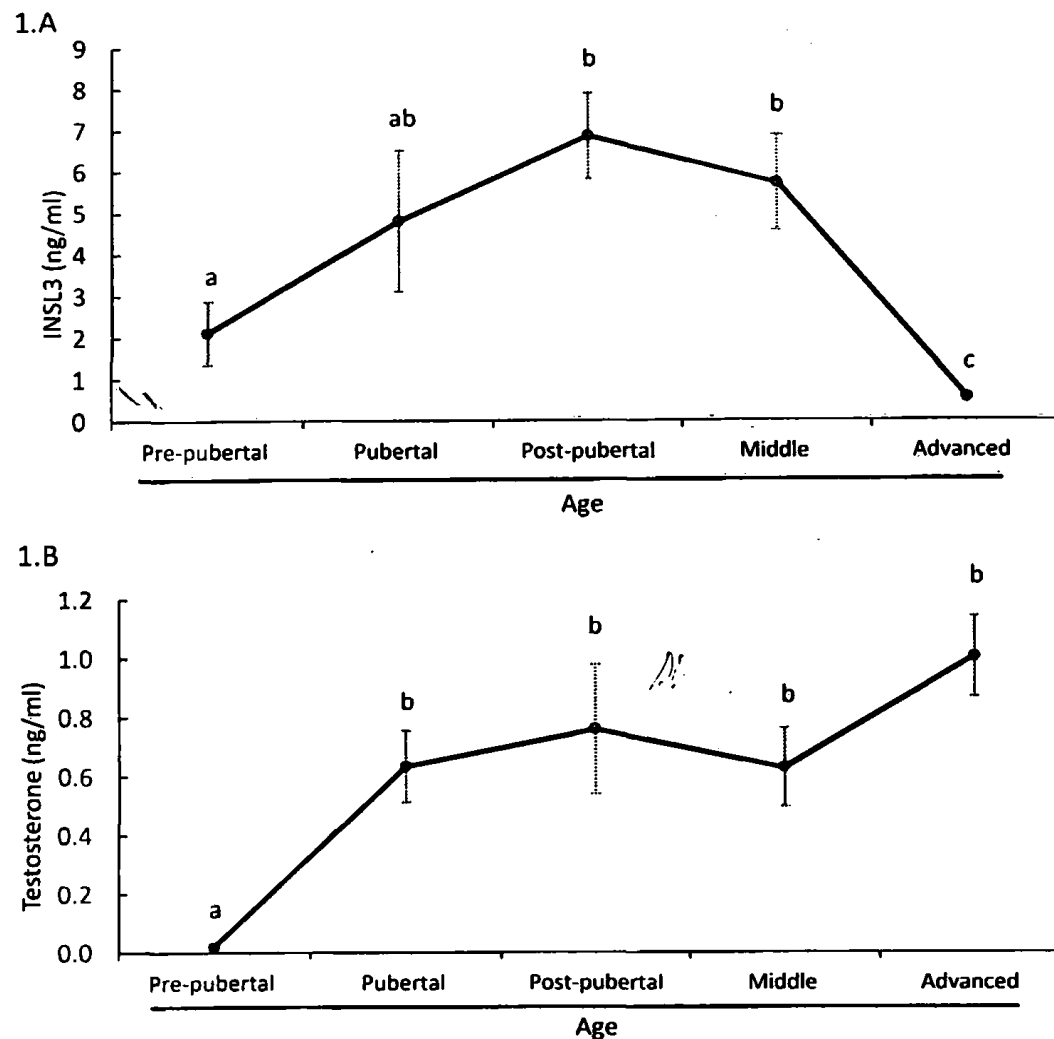 1.A
9
8
7
6
5
4
3
2
1
0
INSL3 (ng/ml)
a
ab
b
b
c
Pre-pubertal Pubertal Post-pubertal Middle Advanced
Age
1.B
1.2
1.0
0.8
0.6
0.4
0.2
0.0
Testosterone (ng/ml)
a
b
b
b
b
Pre-pubertal Pubertal Post-pubertal Middle Advanced
Age